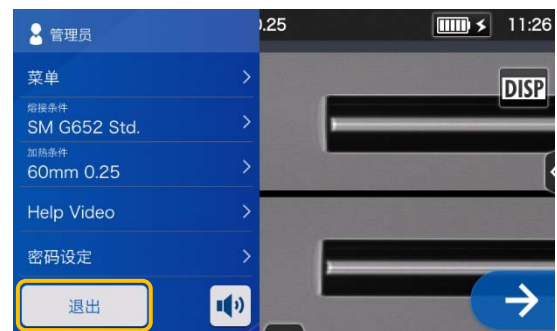 管理员
.25
11:26
菜单
DISP
熔接条件
SM G652 Std.
加热条件
60mm 0.25
Help Video
密码设定
退出